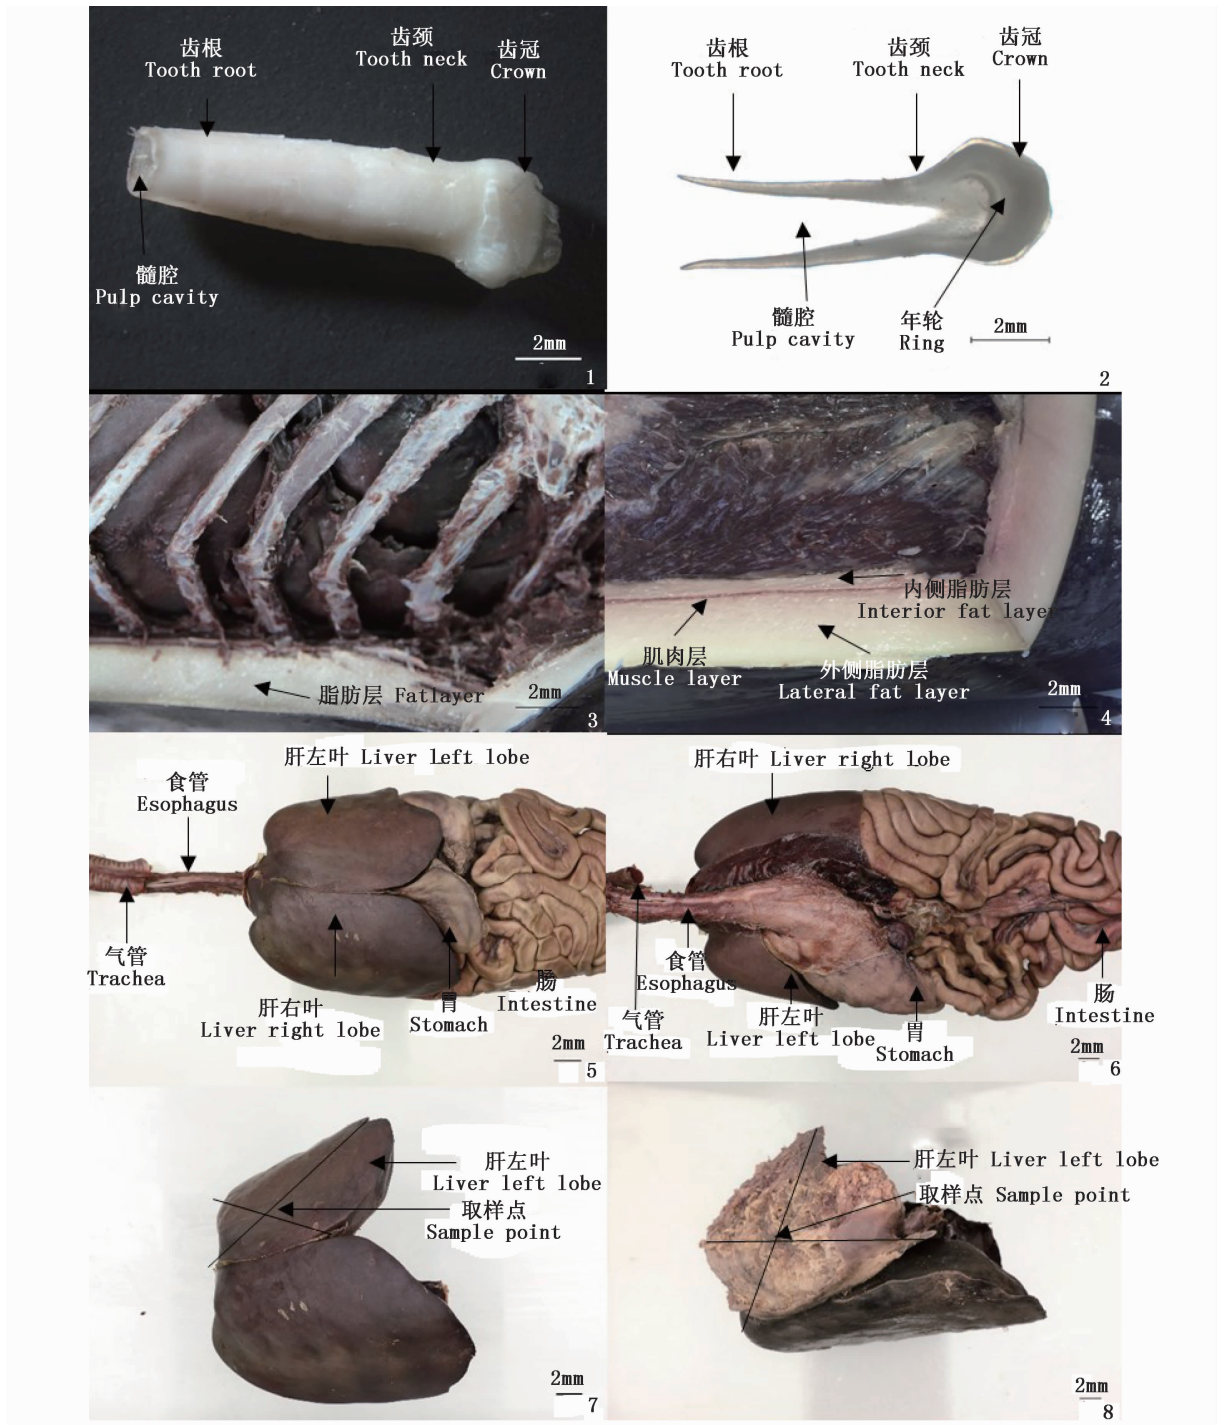 齿根
Tooth root
齿颈
Tooth neck
齿冠
Crown
髓腔
Pulp cavity
2mm
1
齿根
Tooth root
齿颈
Tooth neck
齿冠
Crown
髓腔
Pulp cavity
年轮
Ring
2mm
2
脂肪层 Fatlayer
2mm
3
内侧脂肪层
Interior fat layer
肌肉层
Muscle layer
外侧脂肪层
Lateral fat layer
2mm
4
肝左叶 Liver left lobe
食管
Esophagus
气管
Trachea
肝右叶
Liver right lobe
胃
Stomach
肠
Intestine
2mm
5
肝右叶 Liver right Lobe
食管
Esophagus
气管
Trachea
肝左叶
Liver left lobe
胃
Stomach
肠
Intestine
2mm
6
肝左叶
Liver left lobe
取样点
Sample point
2mm
7
肝左叶 Liver left lobe
取样点 Sample point
2mm
8